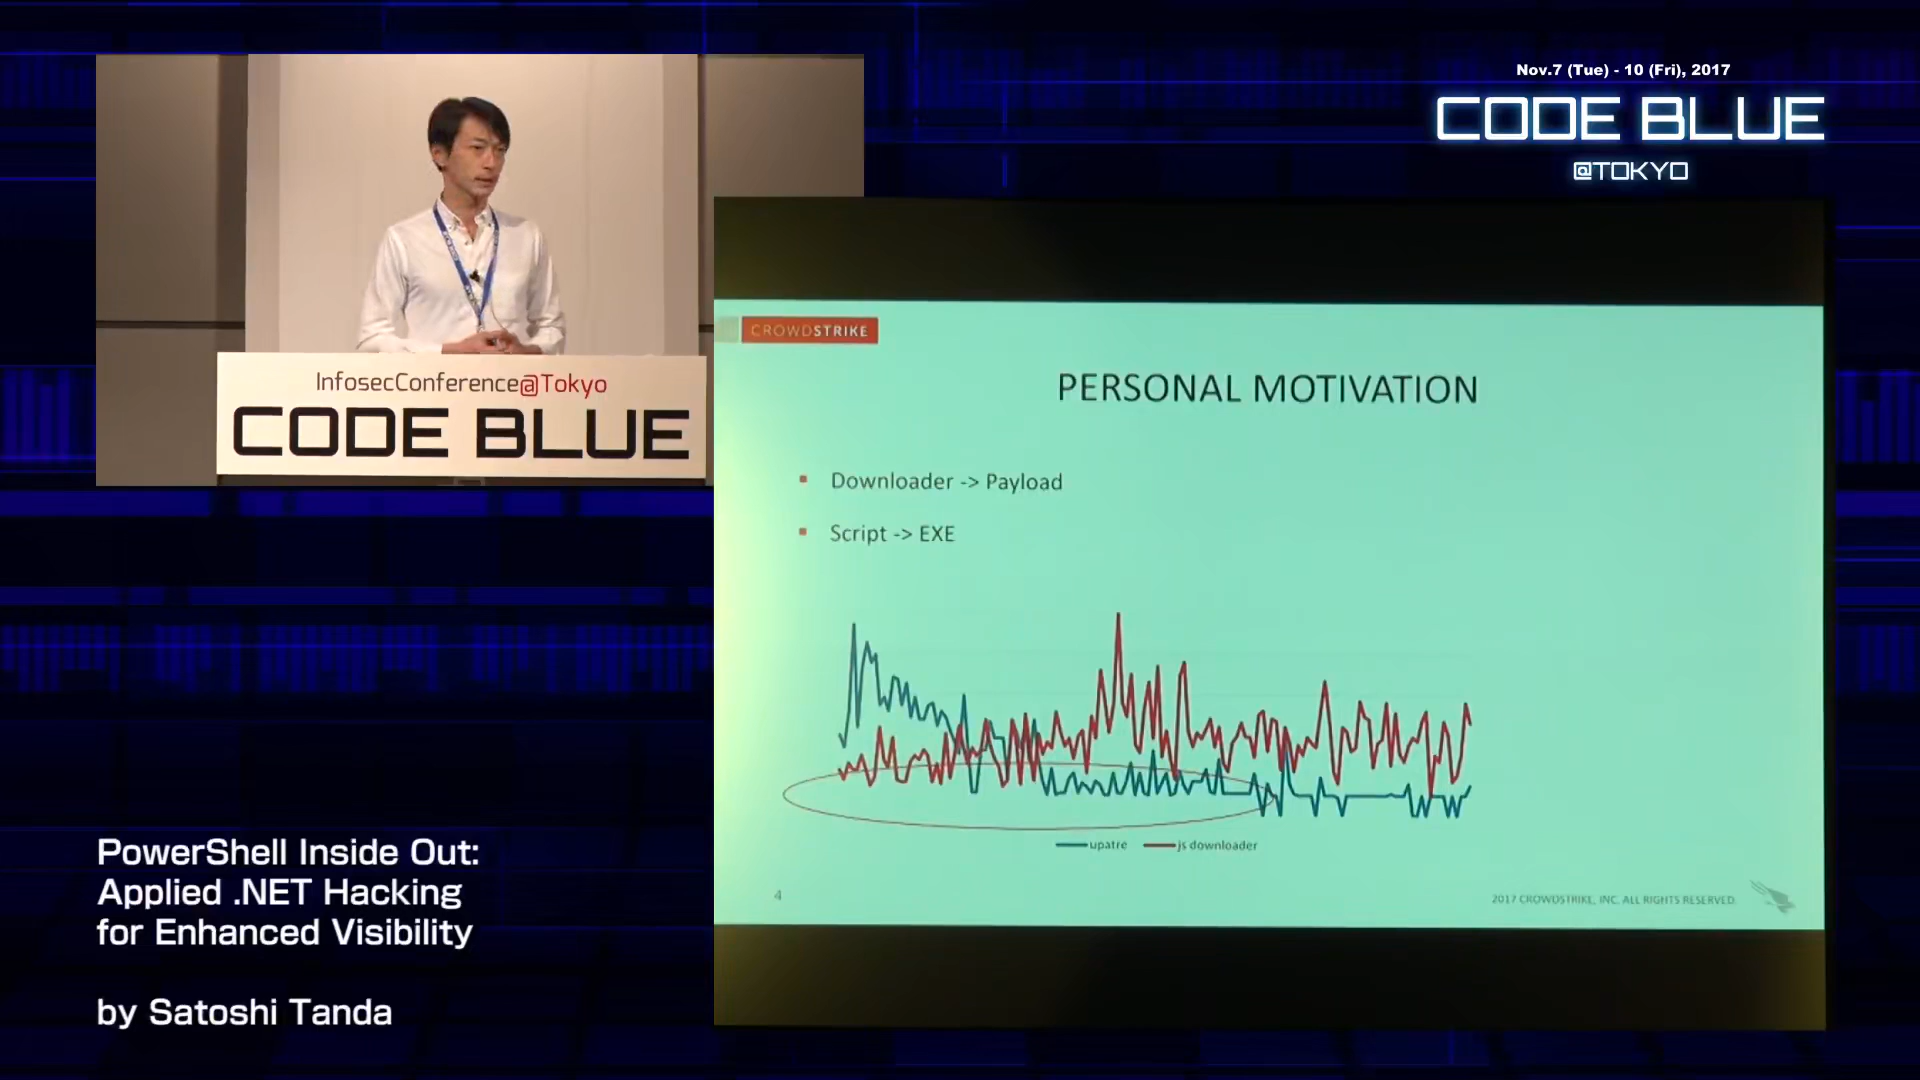 Nov.7 (Tue) - 10 (Fri), 2017
CODE BLUE
@TOKYO
InfosecConference@Tokyo
CODE BLUE
CROWDSTRIKE
PERSONAL MOTIVATION
Downloader -> Payload
Script -> EXE
upatre
js downloader
4
2017 CROWDSTRIKE, INC. ALL RIGHTS RESERVED.
PowerShell Inside Out:
Applied .NET Hacking
for Enhanced Visibility
by Satoshi Tanda